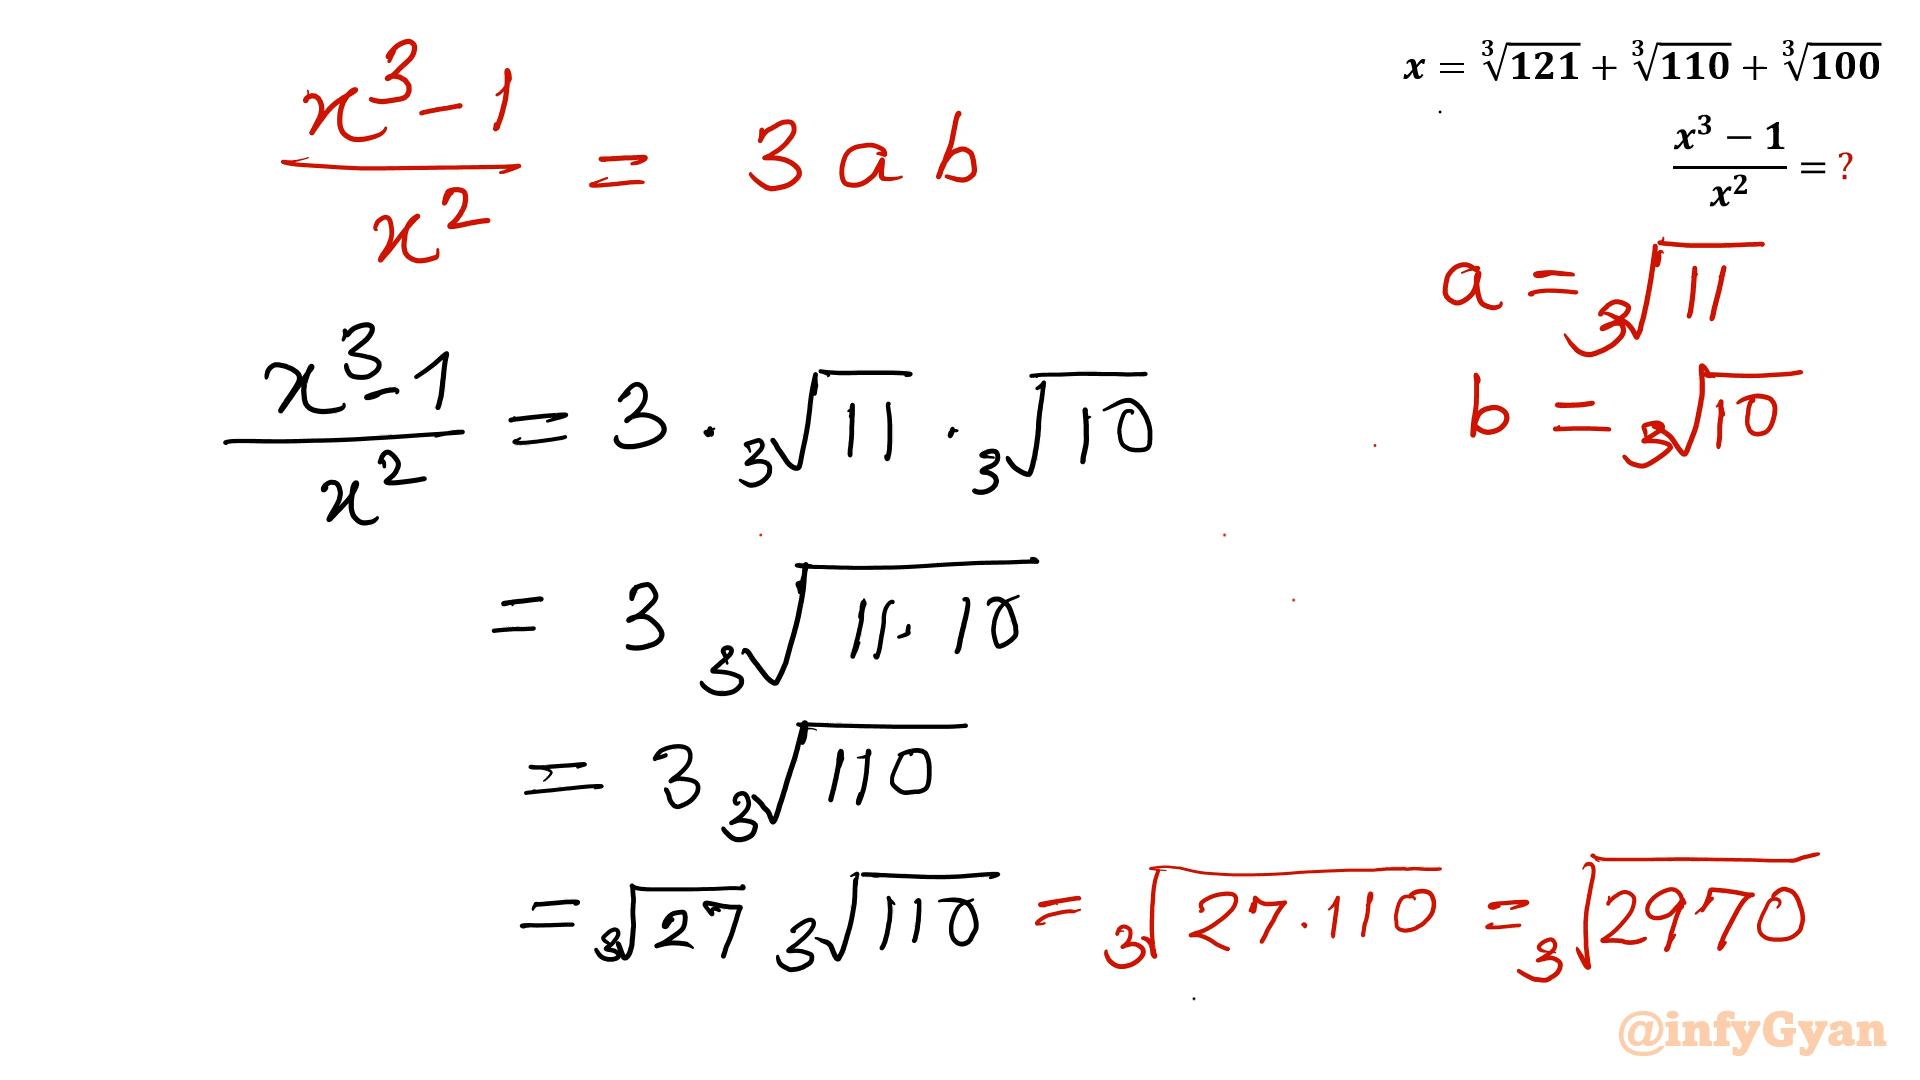 x = ∛121 + ∛110 + ∛100
(x³ − 1)/x² = ?
(x³ − 1)/x² = 3ab
a = ∛11
b = ∛10
(x³ − 1)/x² = 3 · ∛11 · ∛10
= 3 ∛(11 · 10)
= 3 ∛110
= ∛27 ∛110 = ∛(27 · 110) = ∛2970
@infyGyan